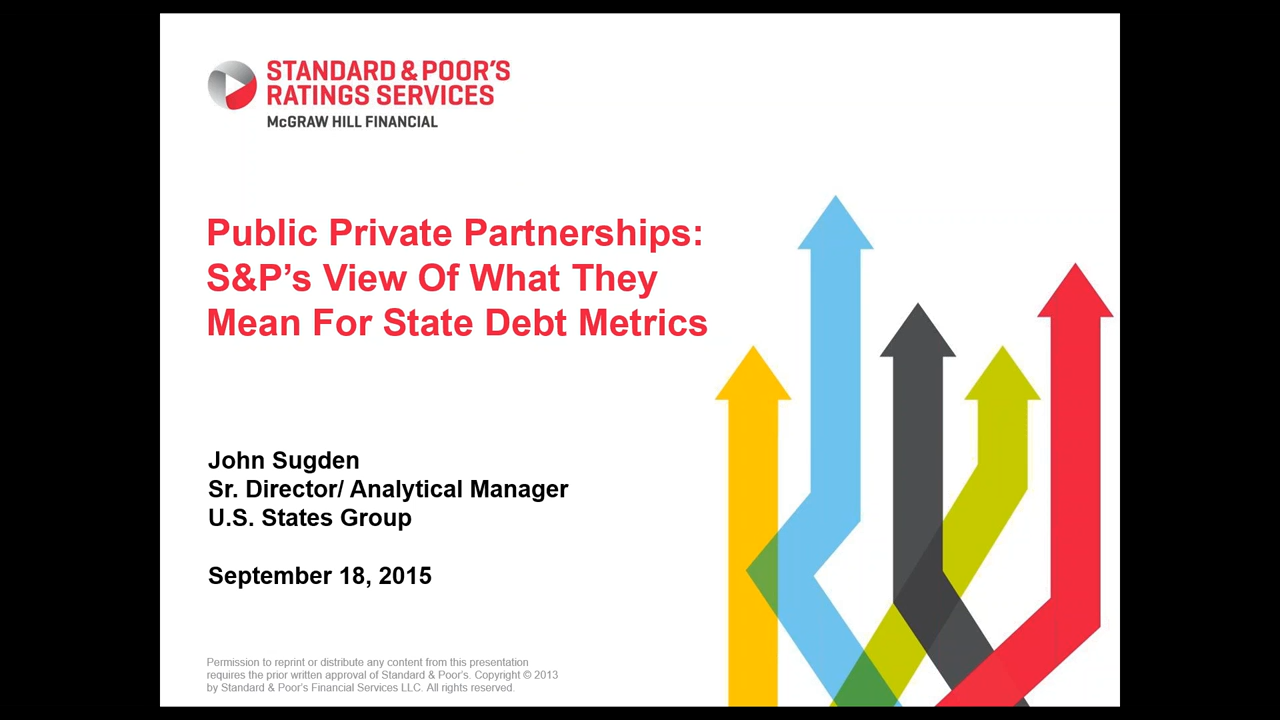 STANDARD & POOR'S
RATINGS SERVICES
McGRAW HILL FINANCIAL
Public Private Partnerships:
S&P's View Of What They
Mean For State Debt Metrics
John Sugden
Sr. Director/ Analytical Manager
U.S. States Group
September 18, 2015
Permission to reprint or distribute any content from this presentation
requires the prior written approval of Standard & Poor's. Copyright © 2013
by Standard & Poor's Financial Services LLC. All rights reserved.